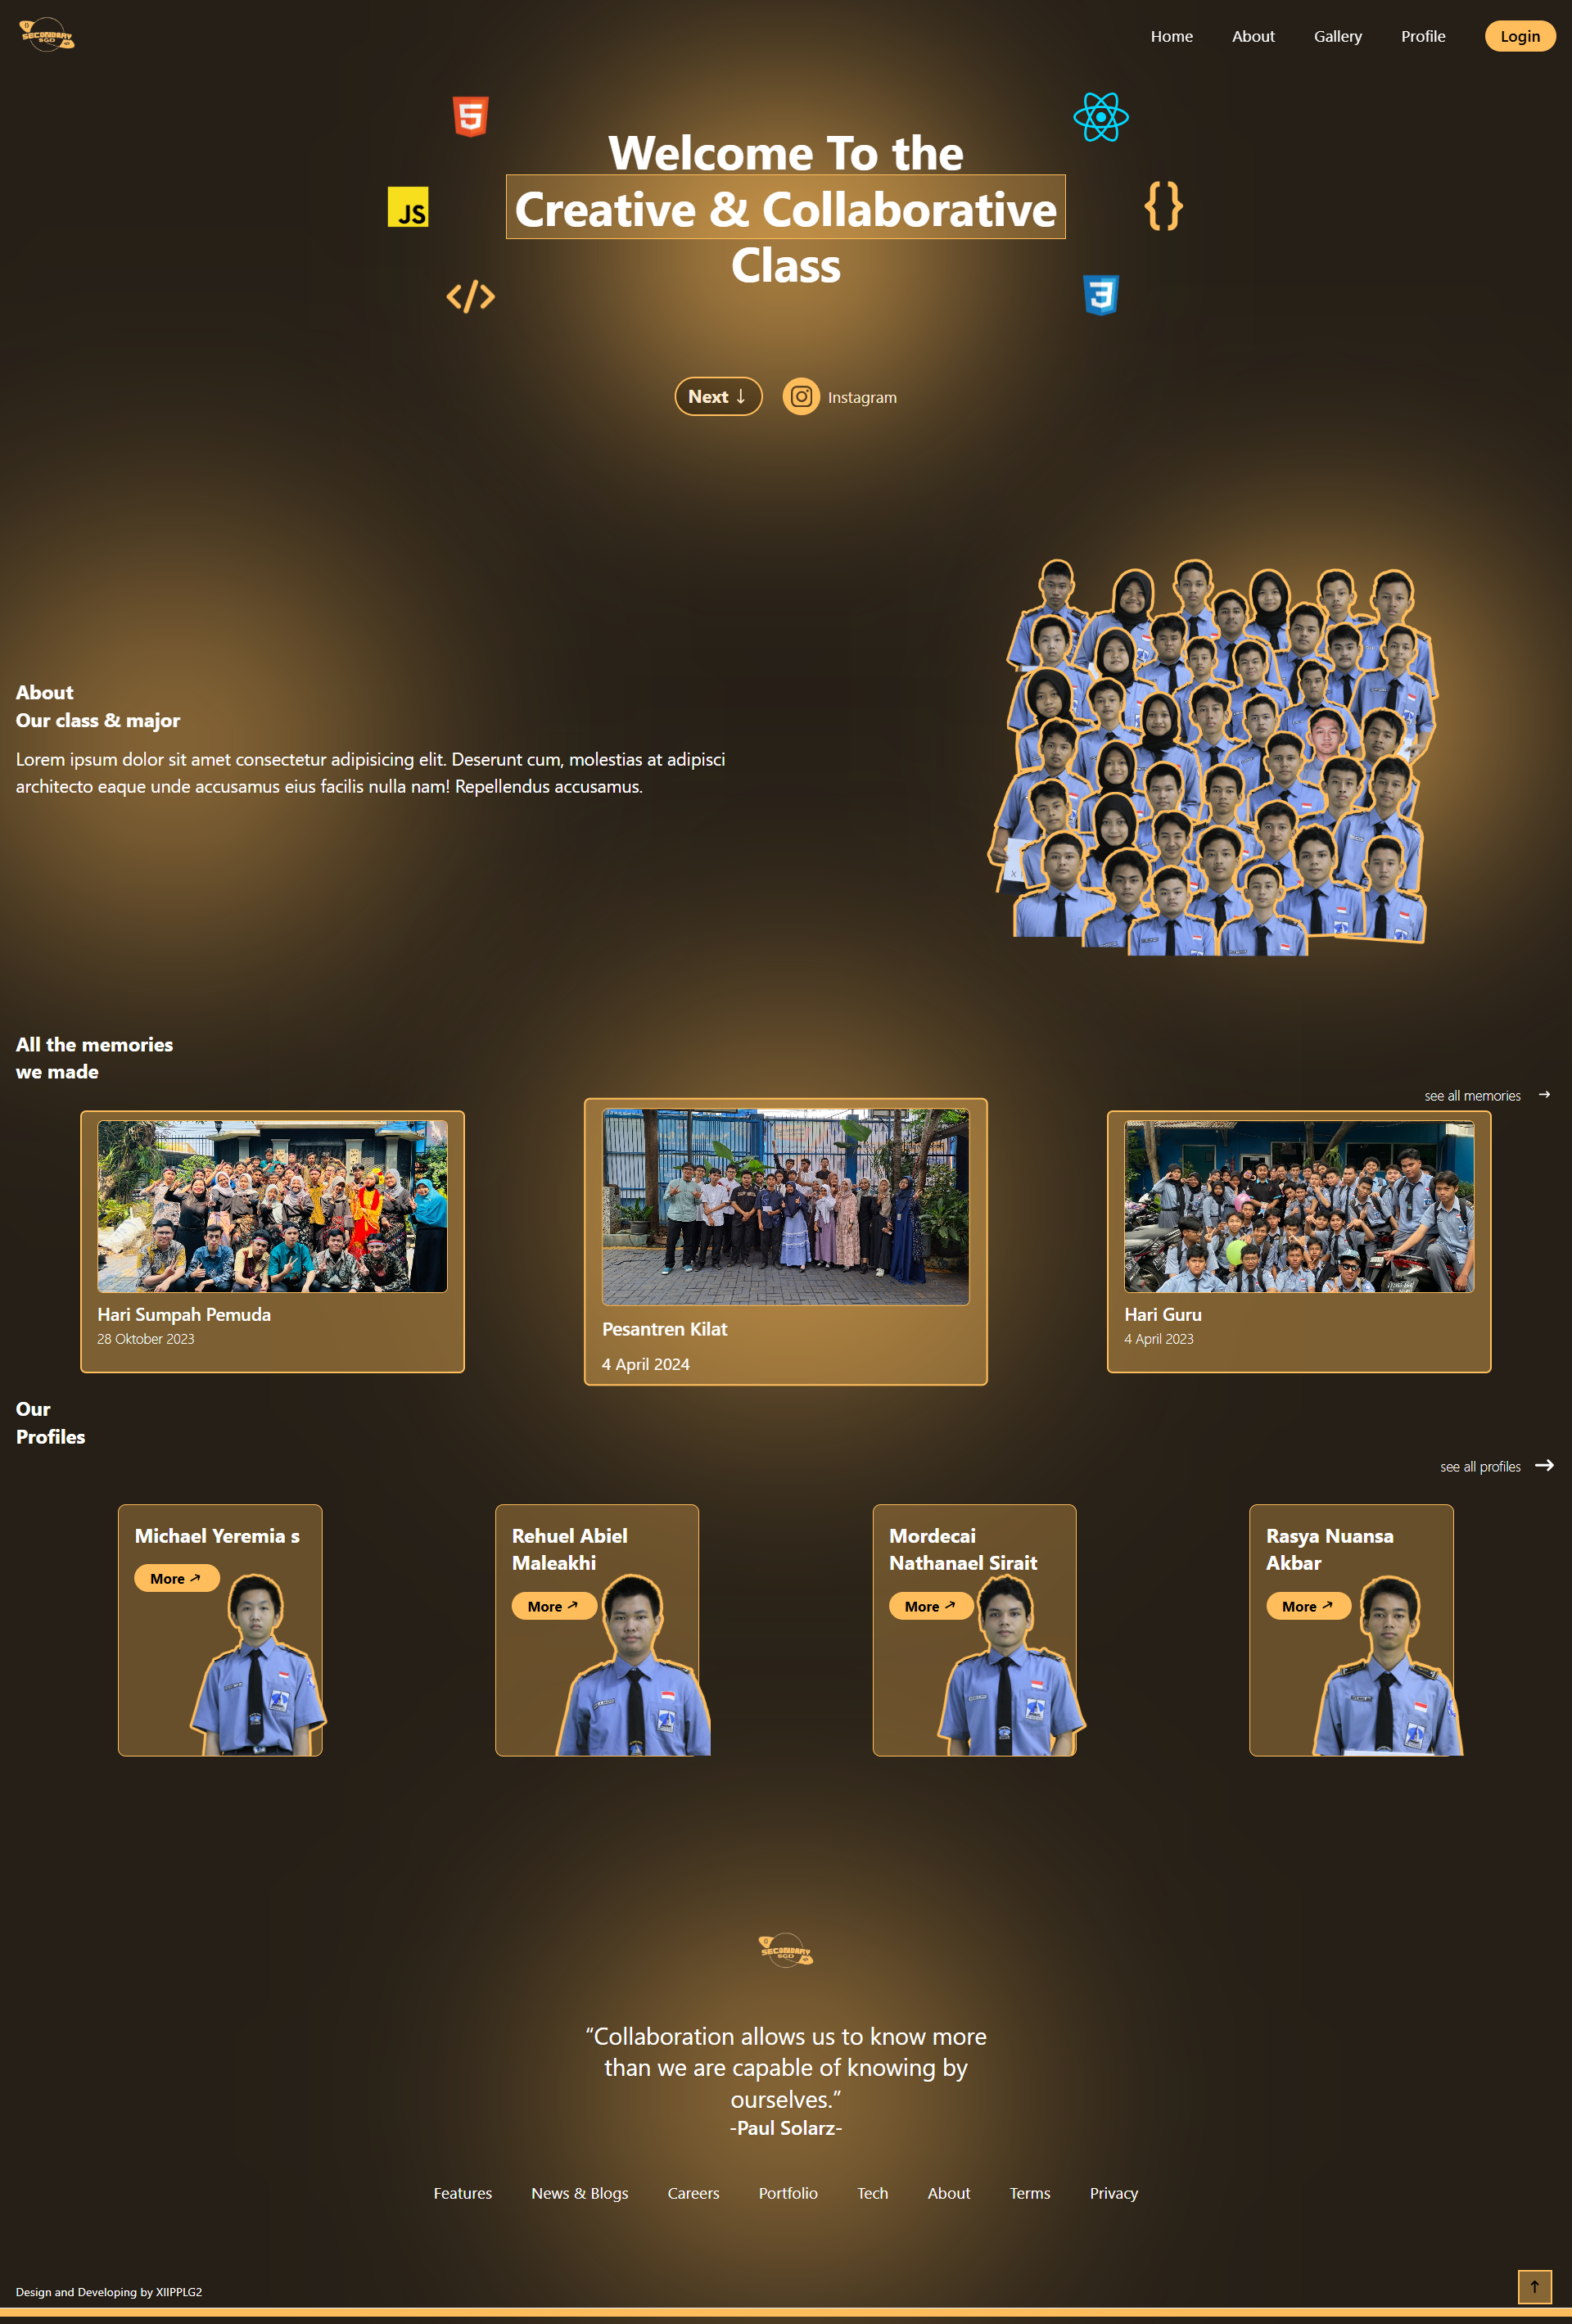 SECONDARY
SGD
Home
About
Gallery
Profile
Login
5
JS
3
Welcome To the
Creative & Collaborative
Class
Next ↓
Instagram
About
Our class & major
Lorem ipsum dolor sit amet consectetur adipisicing elit. Deserunt cum, molestias at adipisci
architecto eaque unde accusamus eius facilis nulla nam! Repellendus accusamus.
All the memories
we made
see all memories →
Hari Sumpah Pemuda
28 Oktober 2023
Pesantren Kilat
4 April 2024
Hari Guru
4 April 2023
Our
Profiles
see all profiles →
Michael Yeremia s
More
Rehuel Abiel
Maleakhi
More
Mordecai
Nathanael Sirait
More
Rasya Nuansa
Akbar
More
SECONDARY
SGD
“Collaboration allows us to know more
than we are capable of knowing by
ourselves.”
-Paul Solarz-
Features
News & Blogs
Careers
Portfolio
Tech
About
Terms
Privacy
Design and Developing by XIIPPLG2